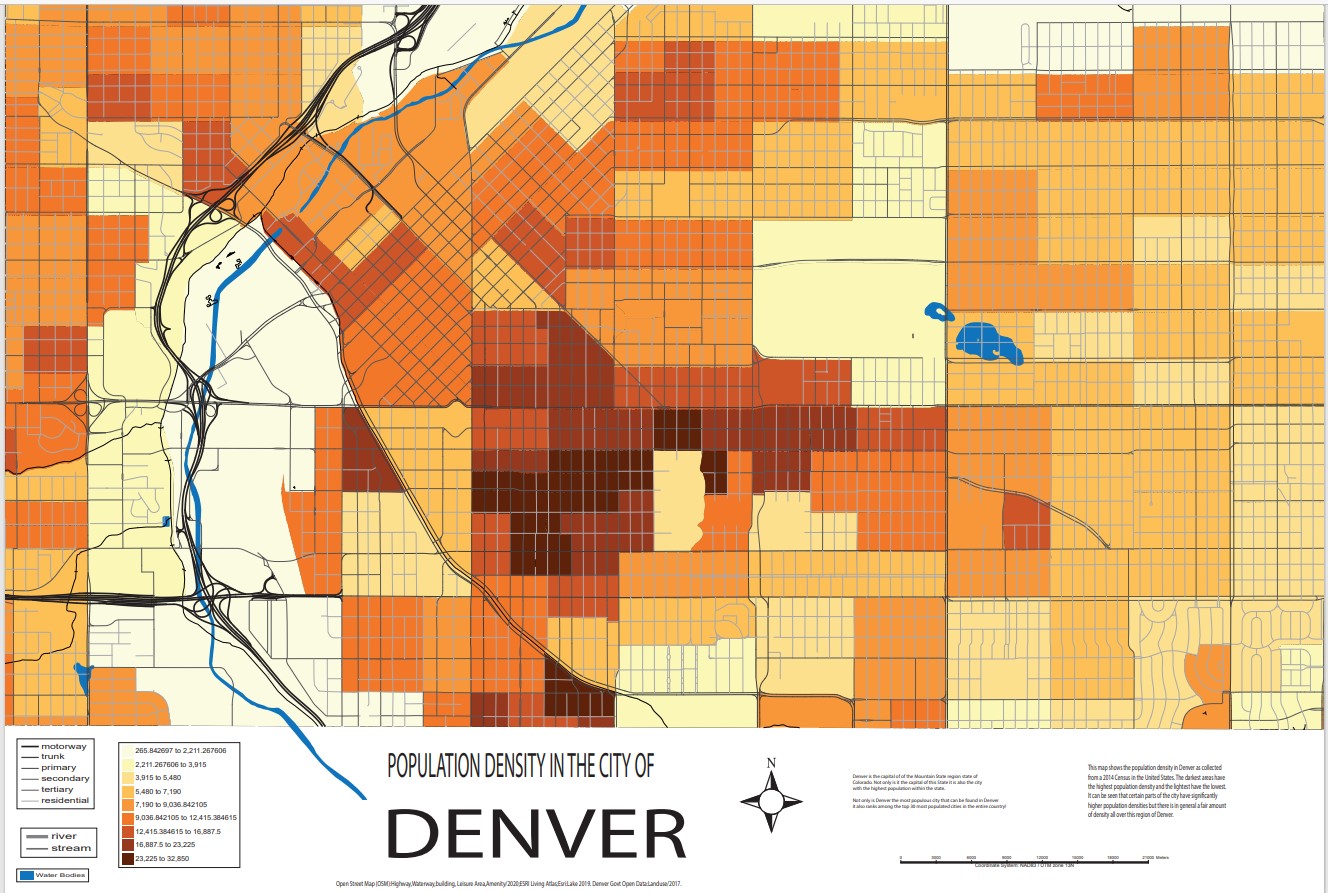 motorway
trunk
primary
secondary
tertiary
residential
river
stream
Water Bodies
265.842697 to 2,211.267606
2,211.267606 to 3,915
3,915 to 5,480
5,480 to 7,190
7,190 to 9,036.842105
9,036.842105 to 12,415.384615
12,415.384615 to 16,887.5
16,887.5 to 23,225
23,225 to 32,850
POPULATION DENSITY IN THE CITY OF
DENVER
Open Street Map (OSM);Highway,Waterway,building, Leisure Area,Amenity/2020;ESRI Living Atlas;Esri:Lake 2019. Denver Govt Open Data:Landuse/2017.
N
Denver is the capital of of the Mountain State region state of
Colorado. Not only is it the capital of this State it is also the city
with the highest population within the state.
Not only is Denver the most populous city that can be found in Denver
it also ranks among the top 30 most populated cities in the entire country!
This map shows the population density in Denver as collected
from a 2014 Census in the United States. The darkest areas have
the highest population density and the lightest have the lowest.
It can be seen that certain parts of the city have significantly
higher population densities but there is in general a fair amount
of density all over this region of Denver.
0 3000 6000 9000 12000 15000 18000 21000 Meters
Coordinate System: NAD83 / UTM zone 13N